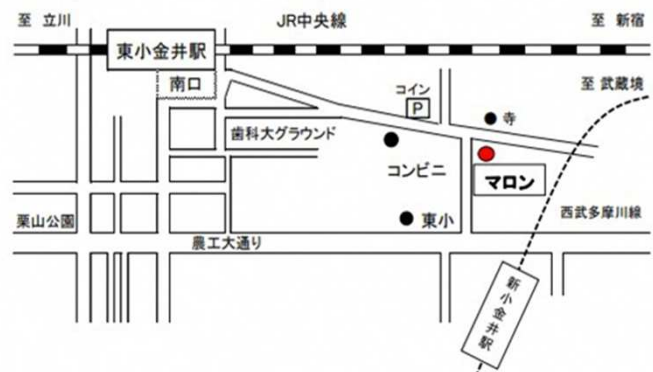 至 立川
JR中央線
至 新宿
東小金井駅
南口
至 武蔵境
コイン
P
寺
歯科大グラウンド
コンビニ
マロン
栗山公園
東小
西武多摩川線
農工大通り
新小金井駅